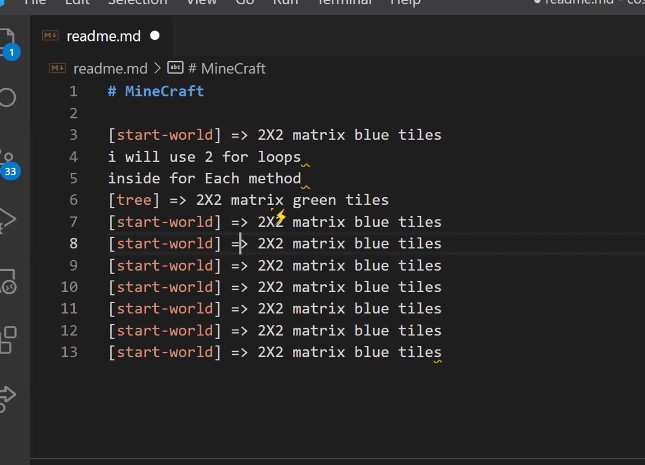 File Edit Selection View Go Run Terminal Help readme.md
readme.md
readme.md > # MineCraft
1 # MineCraft
2
3 [start-world] => 2X2 matrix blue tiles
4 i will use 2 for loops
5 inside for Each method
6 [tree] => 2X2 matrix green tiles
7 [start-world] => 2X2 matrix blue tiles
8 [start-world] => 2X2 matrix blue tiles
9 [start-world] => 2X2 matrix blue tiles
10 [start-world] => 2X2 matrix blue tiles
11 [start-world] => 2X2 matrix blue tiles
12 [start-world] => 2X2 matrix blue tiles
13 [start-world] => 2X2 matrix blue tiles
1
33